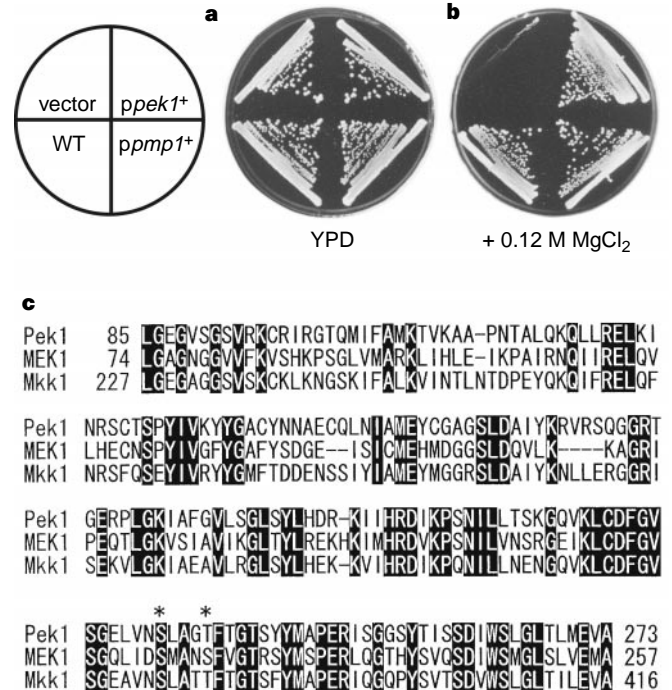 a
b
vector
ppek1+
WT
ppmp1+
YPD
+ 0.12 M MgCl2
c
Pek1 85 LGEGVSGSVRKCRIRGTQMIFAMKTVKAA-PNTALQKQLLRELKI
MEK1 74 LGAGNGGVVFKVSHKPSGLVMARKLIHLE-IKPAIRNQIIRELQV
Mkk1 227 LGEGAGGSVSKCKLKNGSKIFALKVINTLNTDPEYQKQIFRELQF
Pek1 NRSCTSPYIVKYYGACYNNAECQLNIAMEYCGAGSLDAIYKRVRSQGGRT
MEK1 LHECNSPYIVGFYGAFYSDGE--ISICMEHMDGGSLDQVLK----KAGRI
Mkk1 NRSFQSEYIVRYYGMFTDDENSSIYIAMEYMGGRSLDAIYKNLLERGGRI
Pek1 GERPLGKIAFGVLSGLSYLHDR-KIIHRDIKPSNILLTSKGQVKLCDFGV
MEK1 PEQTLGKVSIAVIKGLTYLREKHKIMHRDVKPSNILVNSRGEIKLCDFGV
Mkk1 SEKVLGKIAEAVLRGLSYLHEK-KVIHRDIKPQNILLNENGQVKLCDFGV
* *
Pek1 SGELVNSLAGTFTGTSYYMAPERISGGSYTISSDIWSLGLTLMEVA 273
MEK1 SGQLIDSMANSFVGTRSYMSPERLQGTHYSVQSDIWSMGLSLVEMA 257
Mkk1 SGEAVNSLATTFTGTSFYMAPERIQGQPYSVTSDVWSLGLTILEVA 416